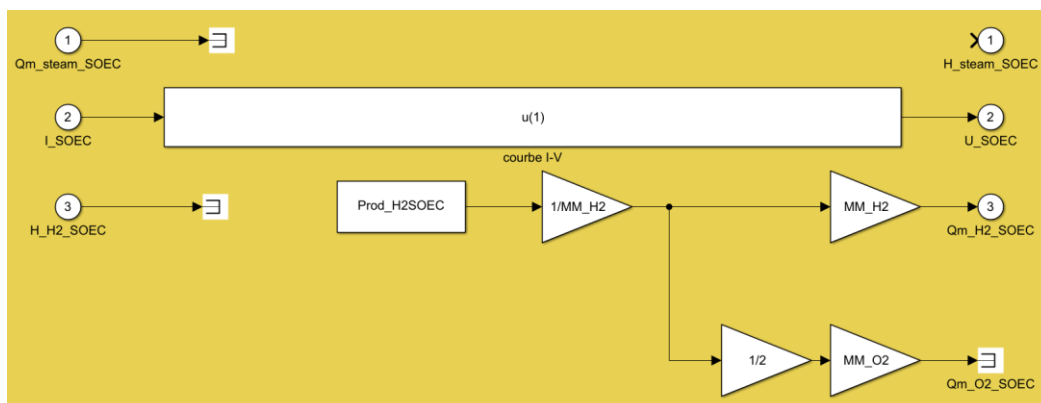 1
Qm_steam_SOEC
1
H_steam_SOEC
2
I_SOEC
u(1)
courbe I-V
2
U_SOEC
3
H_H2_SOEC
Prod_H2SOEC
1/MM_H2
MM_H2
3
Qm_H2_SOEC
1/2
MM_O2
Qm_O2_SOEC